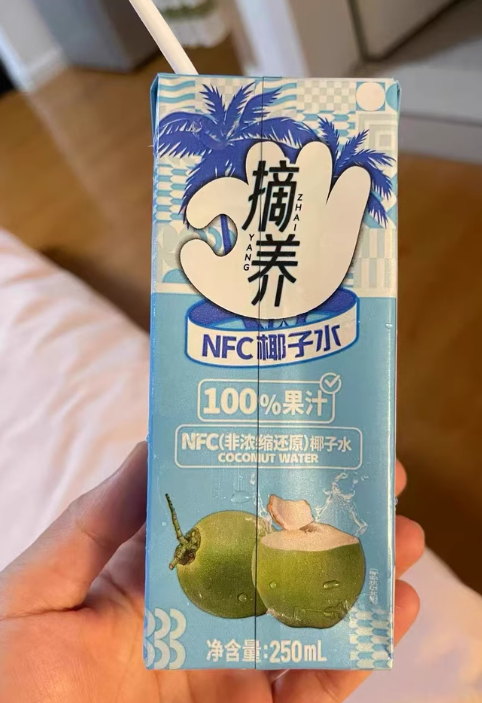 摘养
ZHAI
YANG
NFC椰子水
100%果汁
NFC(非浓缩还原)椰子水
COCONUT WATER
净含量:250mL